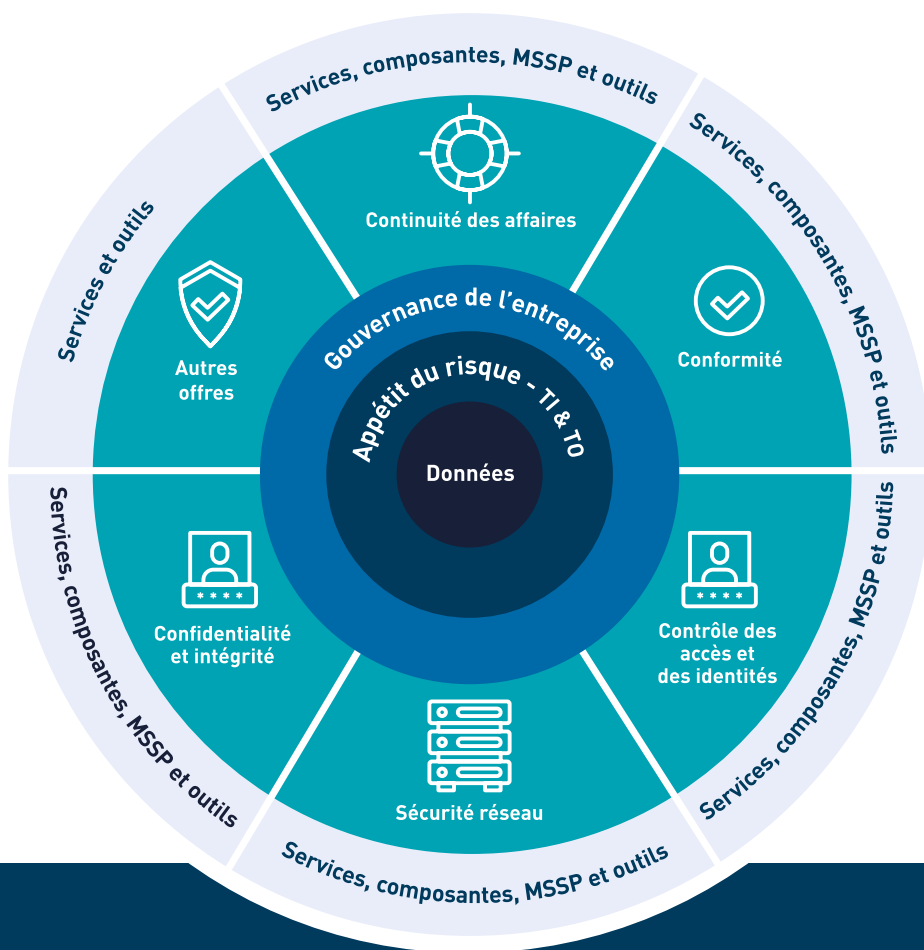 Services, composantes, MSSP et outils
Continuité des affaires
Services, composantes, MSSP et outils
Conformité
Services, composantes, MSSP et outils
Contrôle des
accès et
des identités
Services, composantes, MSSP et outils
Sécurité réseau
Services, composantes, MSSP et outils
Confidentialité
et intégrité
Services et outils
Autres
offres
Gouvernance de l'entreprise
Appétit du risque - TI & TO
Données